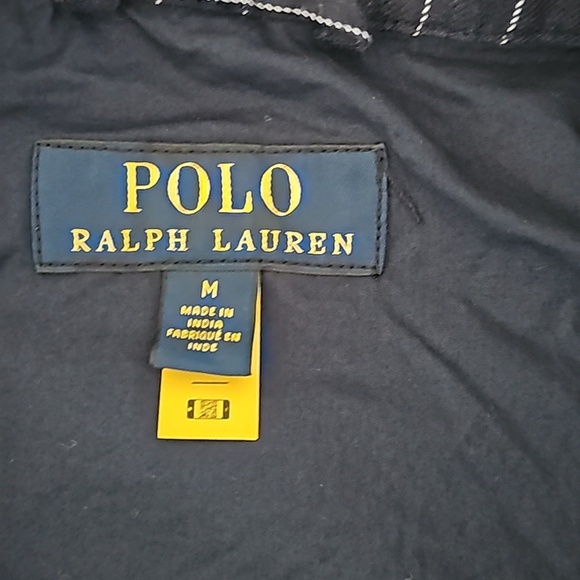 POLO
RALPH LAUREN
M
MADE IN
INDIA
FABRIQUÉ EN
INDE